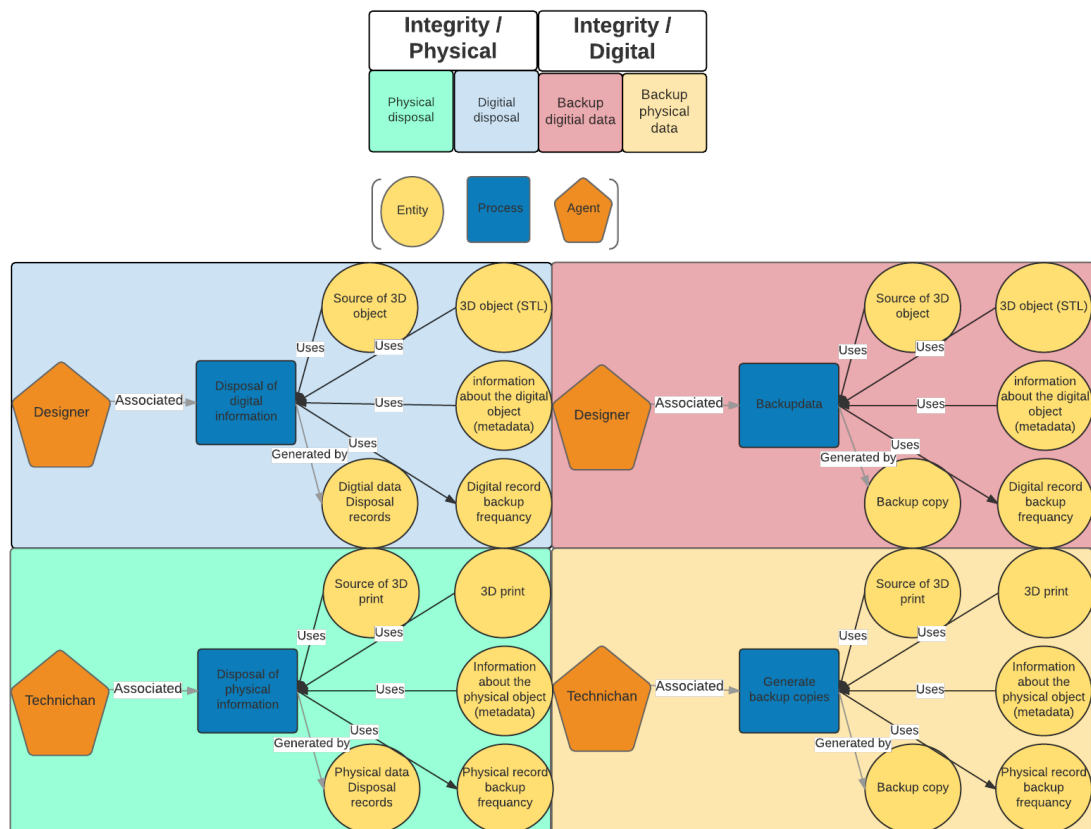 Integrity /
Physical
Integrity /
Digital
Physical
disposal
Digitial
disposal
Backup
digitial data
Backup
physical
data
Entity
Process
Agent
Source of 3D
object
3D object (STL)
Uses
Uses
Designer
Associated
Disposal of
digital
information
Uses
information
about the digital
object
(metadata)
Uses
Generated by
Digtial data
Disposal
records
Digital record
backup
frequancy
Source of 3D
object
3D object (STL)
Uses
Uses
Designer
Associated
Backupdata
Uses
information
about the digital
object
(metadata)
Uses
Generated by
Backup copy
Digital record
backup
frequancy
Source of 3D
print
3D print
Uses
Uses
Technichan
Associated
Disposal of
physical
information
Uses
Information
about the
physical object
(metadata)
Uses
Generated by
Physical data
Disposal
records
Physical record
backup
frequancy
Source of 3D
print
3D print
Uses
Uses
Technichan
Associated
Generate
backup copies
Uses
Information
about the
physical object
(metadata)
Uses
Generated by
Backup copy
Physical record
backup
frequancy